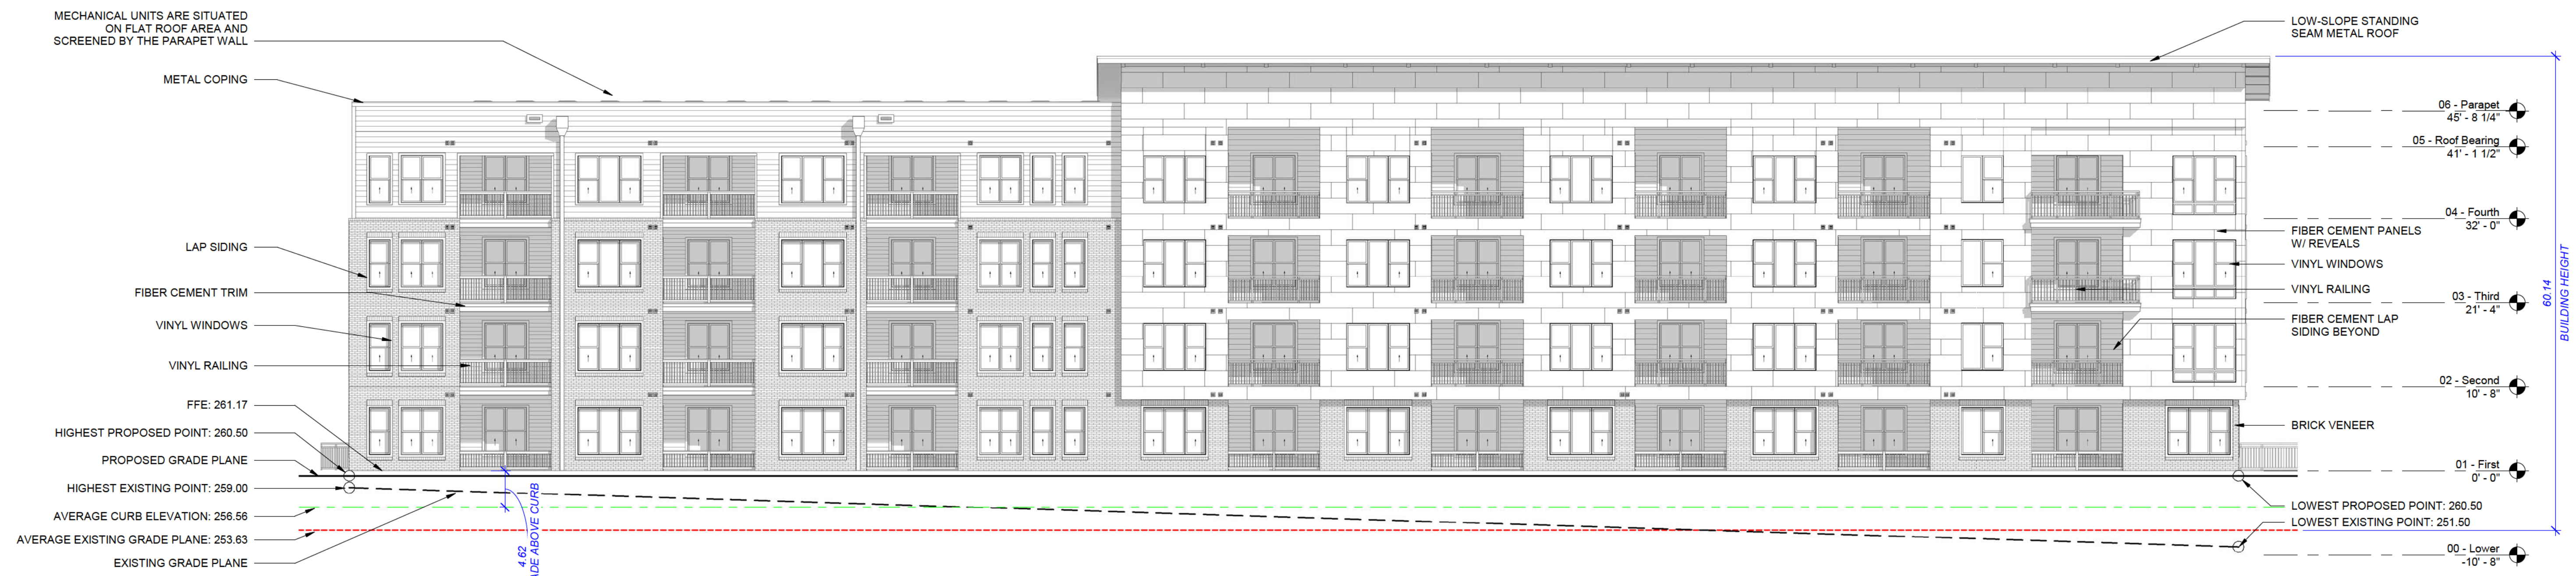 MECHANICAL UNITS ARE SITUATED
ON FLAT ROOF AREA AND
SCREENED BY THE PARAPET WALL
METAL COPING
LAP SIDING
FIBER CEMENT TRIM
VINYL WINDOWS
VINYL RAILING
FFE: 261.17
HIGHEST PROPOSED POINT: 260.50
PROPOSED GRADE PLANE
HIGHEST EXISTING POINT: 259.00
AVERAGE CURB ELEVATION: 256.56
AVERAGE EXISTING GRADE PLANE: 253.63
EXISTING GRADE PLANE
4.62
ADE ABOVE CURB
LOW-SLOPE STANDING
SEAM METAL ROOF
06 - Parapet
45' - 8 1/4"
05 - Roof Bearing
41' - 1 1/2"
04 - Fourth
32' - 0"
FIBER CEMENT PANELS
W/ REVEALS
VINYL WINDOWS
VINYL RAILING
03 - Third
21' - 4"
FIBER CEMENT LAP
SIDING BEYOND
02 - Second
10' - 8"
BRICK VENEER
01 - First
0' - 0"
LOWEST PROPOSED POINT: 260.50
LOWEST EXISTING POINT: 251.50
00 - Lower
-10' - 8"
60.14
BUILDING HEIGHT